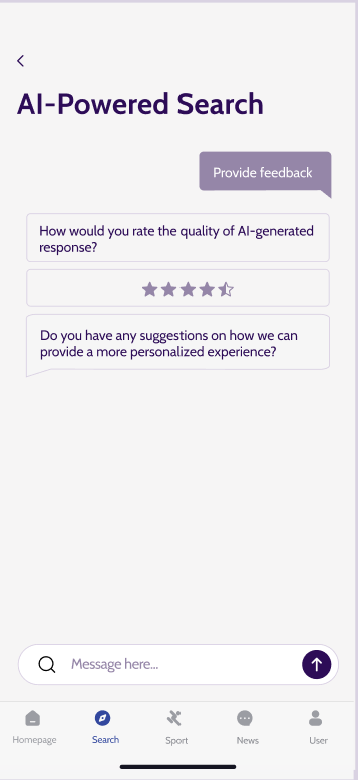 AI-Powered Search
Provide feedback
How would you rate the quality of AI-generated
response?
Do you have any suggestions on how we can
provide a more personalized experience?
Message here...
Homepage
Search
Sport
News
User